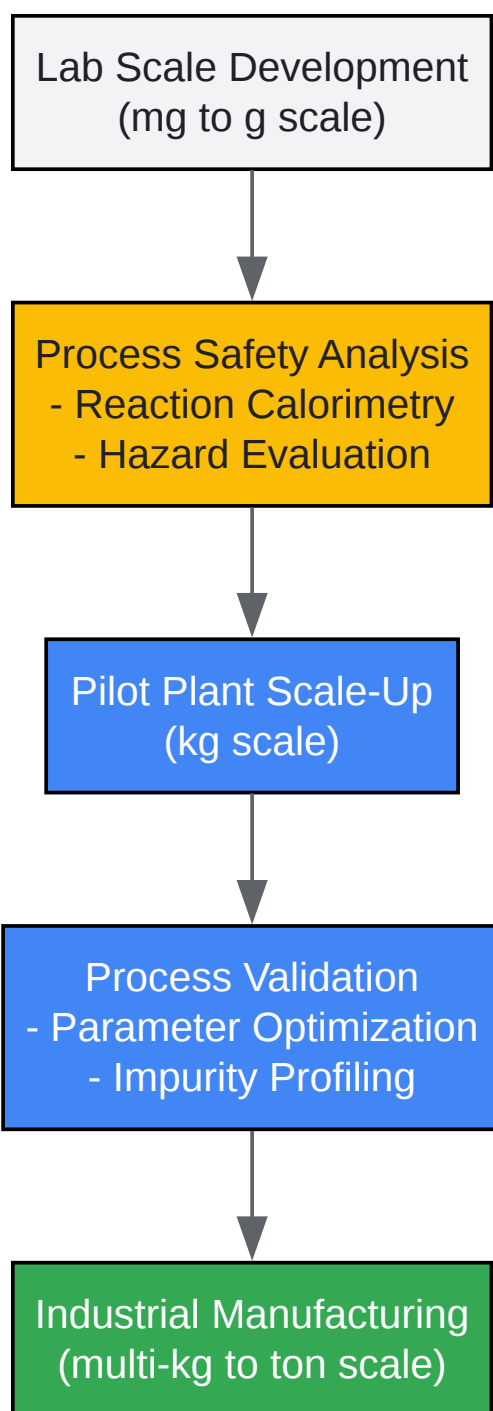 Lab Scale Development
(mg to g scale)
Process Safety Analysis
- Reaction Calorimetry
- Hazard Evaluation
Pilot Plant Scale-Up
(kg scale)
Process Validation
- Parameter Optimization
- Impurity Profiling
Industrial Manufacturing
(multi-kg to ton scale)